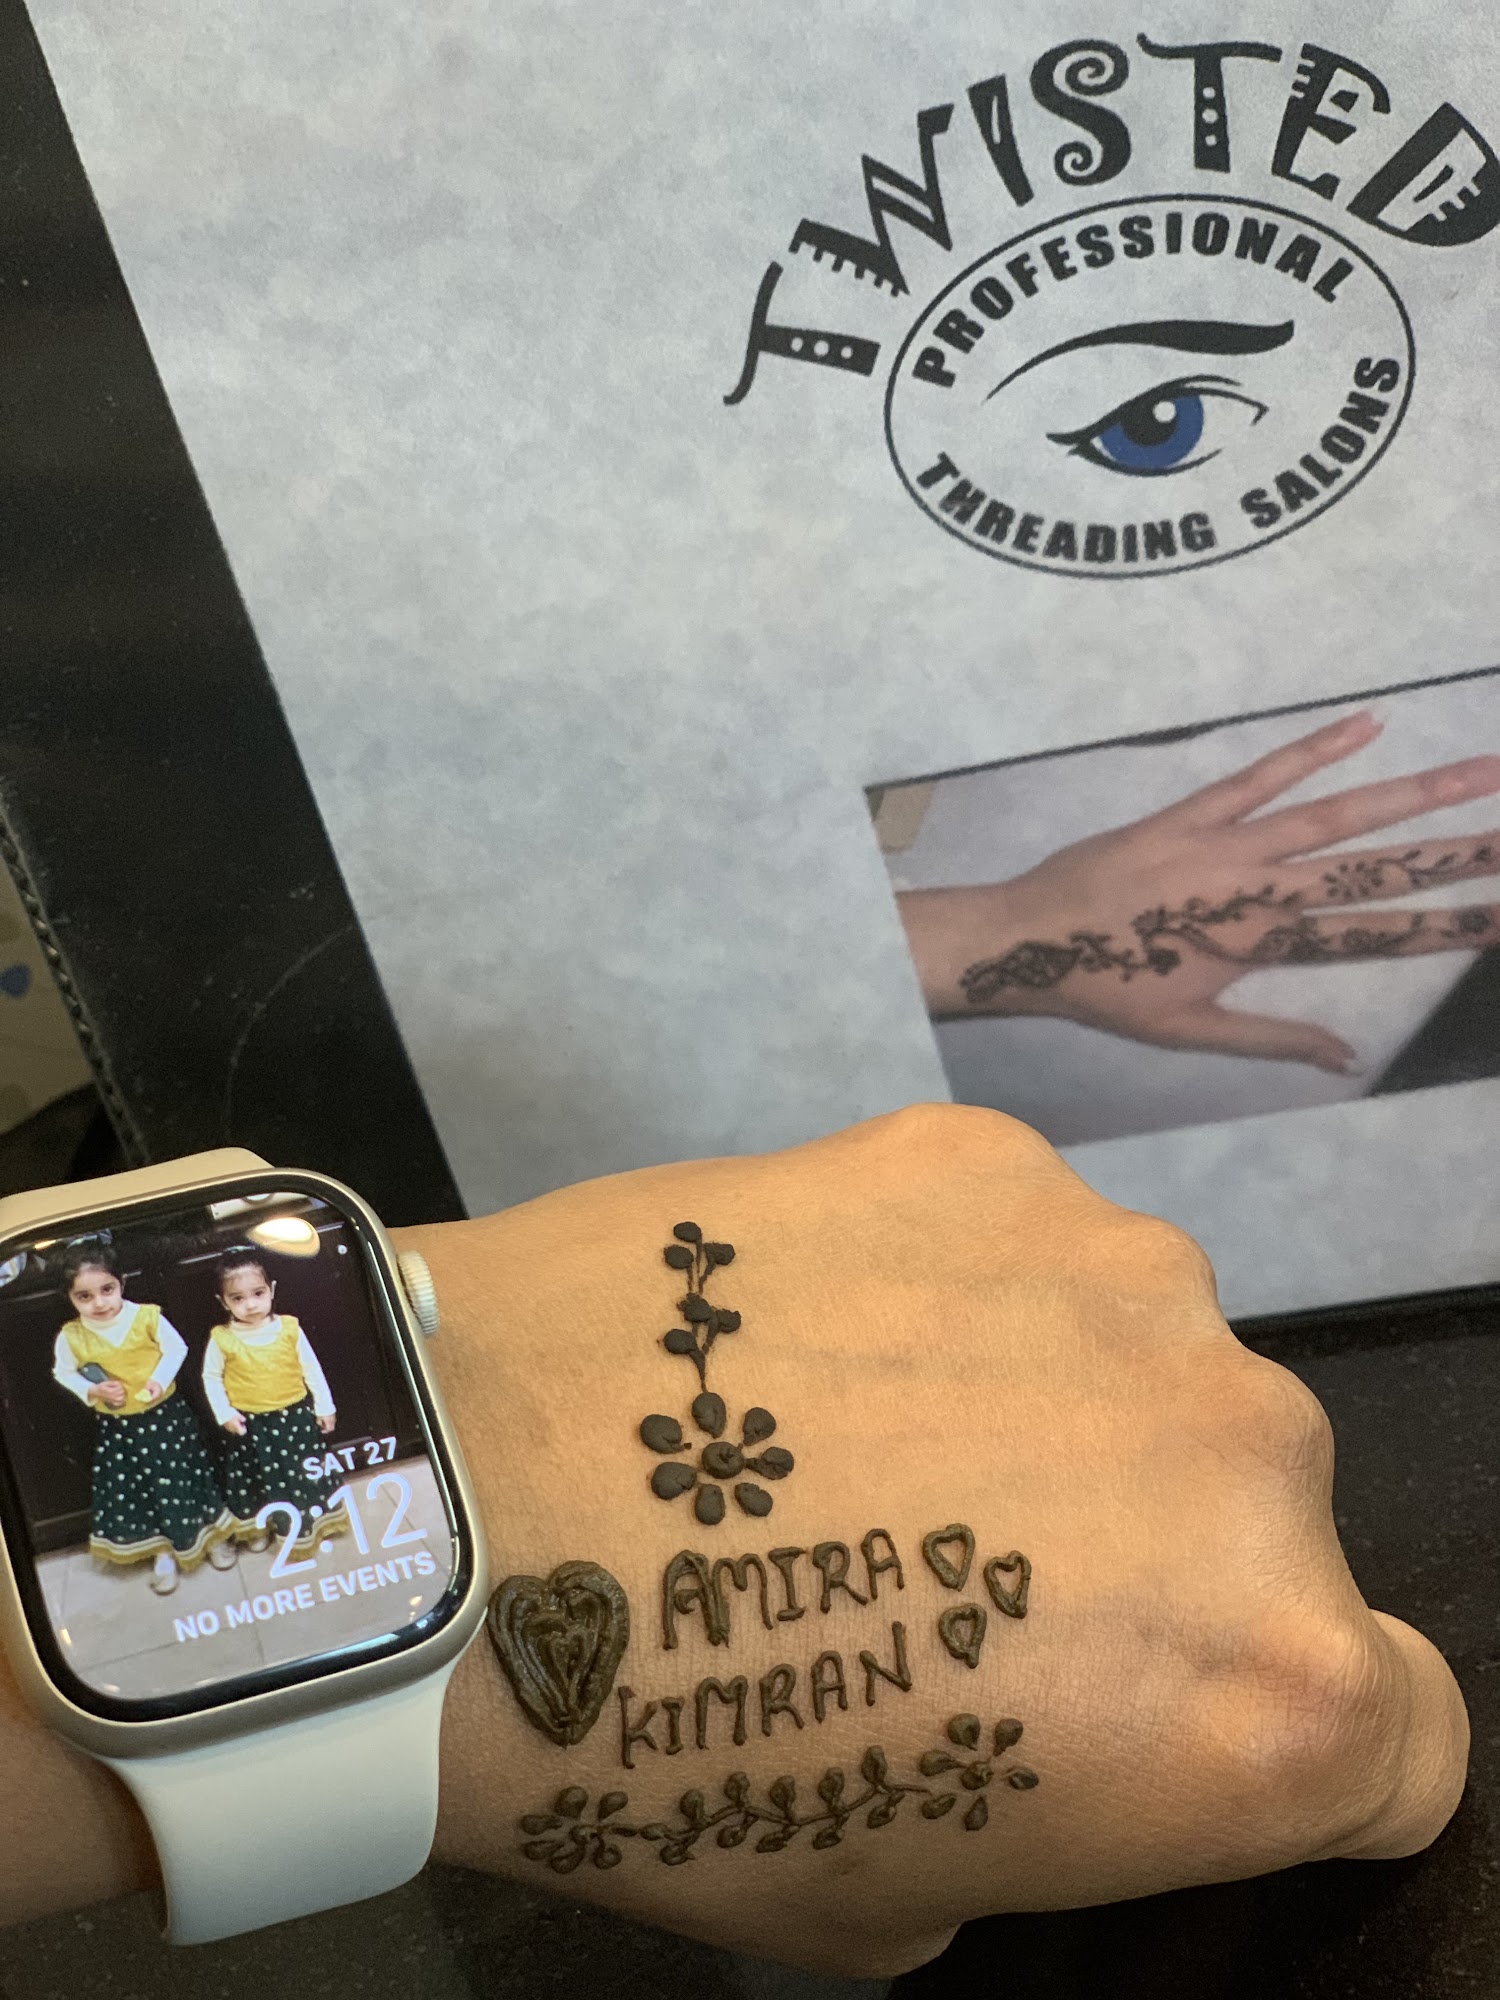 TWISTED
PROFESSIONAL
THREADING SALONS
SAT 27
2:12
NO MORE EVENTS
AMIRA
KIMRAN